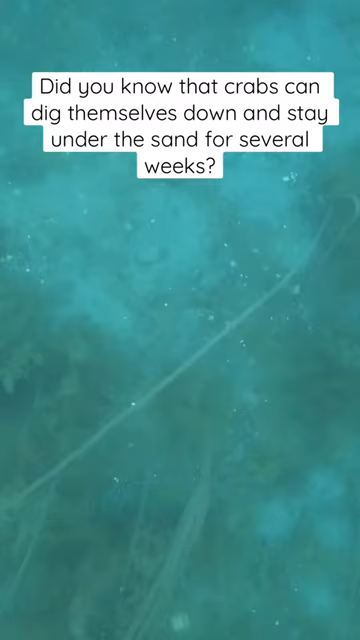 Did you know that crabs can
dig themselves down and stay
under the sand for several
weeks?